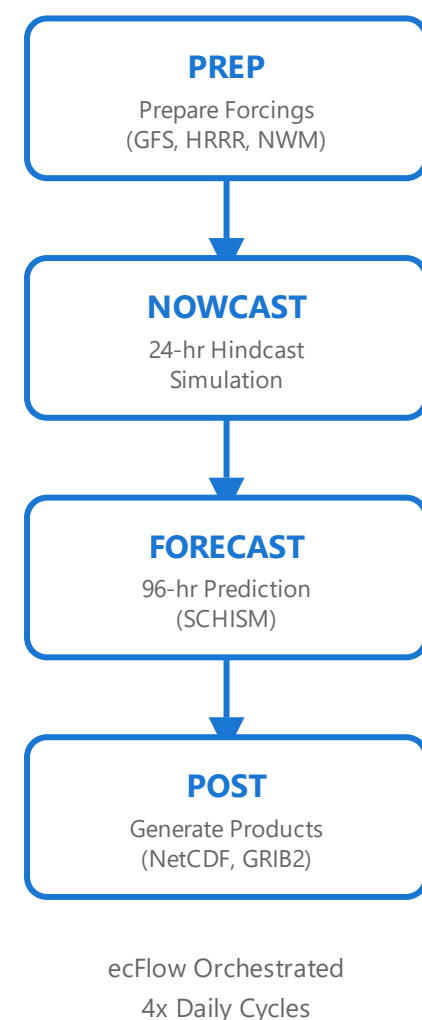 PREP
Prepare Forcings
(GFS, HRRR, NWM)
NOWCAST
24-hr Hindcast
Simulation
FORECAST
96-hr Prediction
(SCHISM)
POST
Generate Products
(NetCDF, GRIB2)
ecFlow Orchestrated
4x Daily Cycles